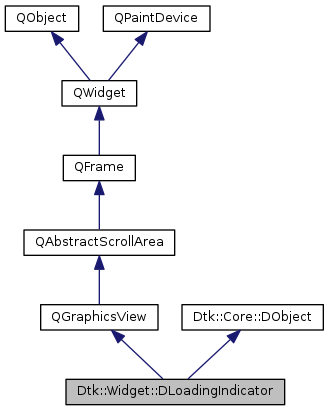 QObject
QPaintDevice
QWidget
QFrame
QAbstractScrollArea
QGraphicsView
Dtk::Core::DObject
Dtk::Widget::DLoadingIndicator